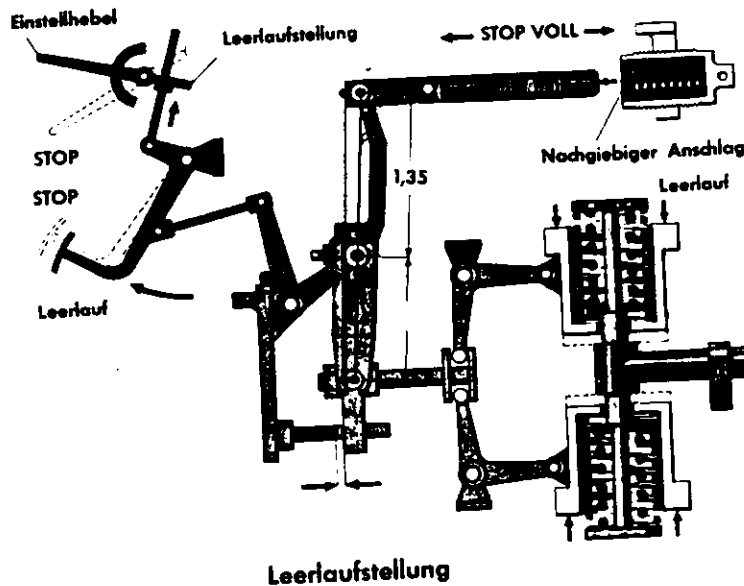 Einstellhebel
Leerlaufstellung
STOP VOLL
STOP
STOP
Nachgiebiger Anschlag
Leerlauf
1,35
Leerlauf
Leerlaufstellung